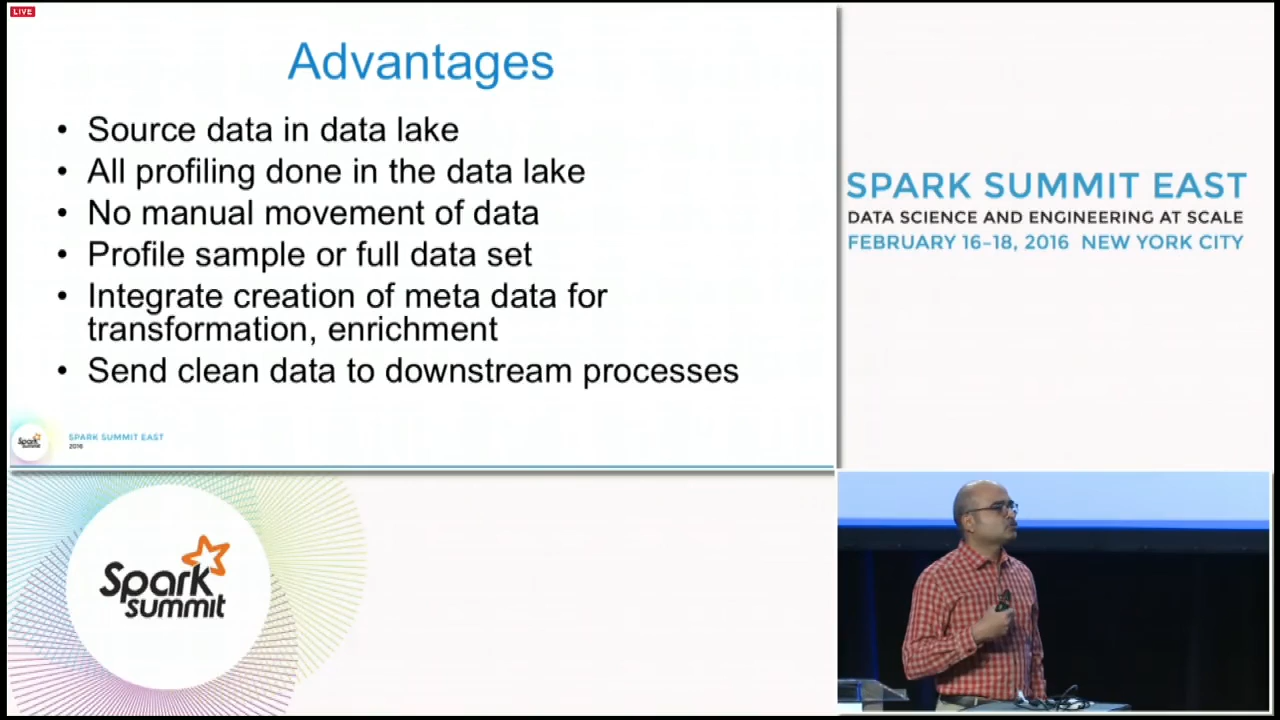 LIVE
Advantages
• Source data in data lake
• All profiling done in the data lake
• No manual movement of data
• Profile sample or full data set
• Integrate creation of meta data for
transformation, enrichment
• Send clean data to downstream processes
Spark
summit
SPARK SUMMIT EAST
2016
SPARK SUMMIT EAST
DATA SCIENCE AND ENGINEERING AT SCALE
FEBRUARY 16–18, 2016 NEW YORK CITY
Spark
summit